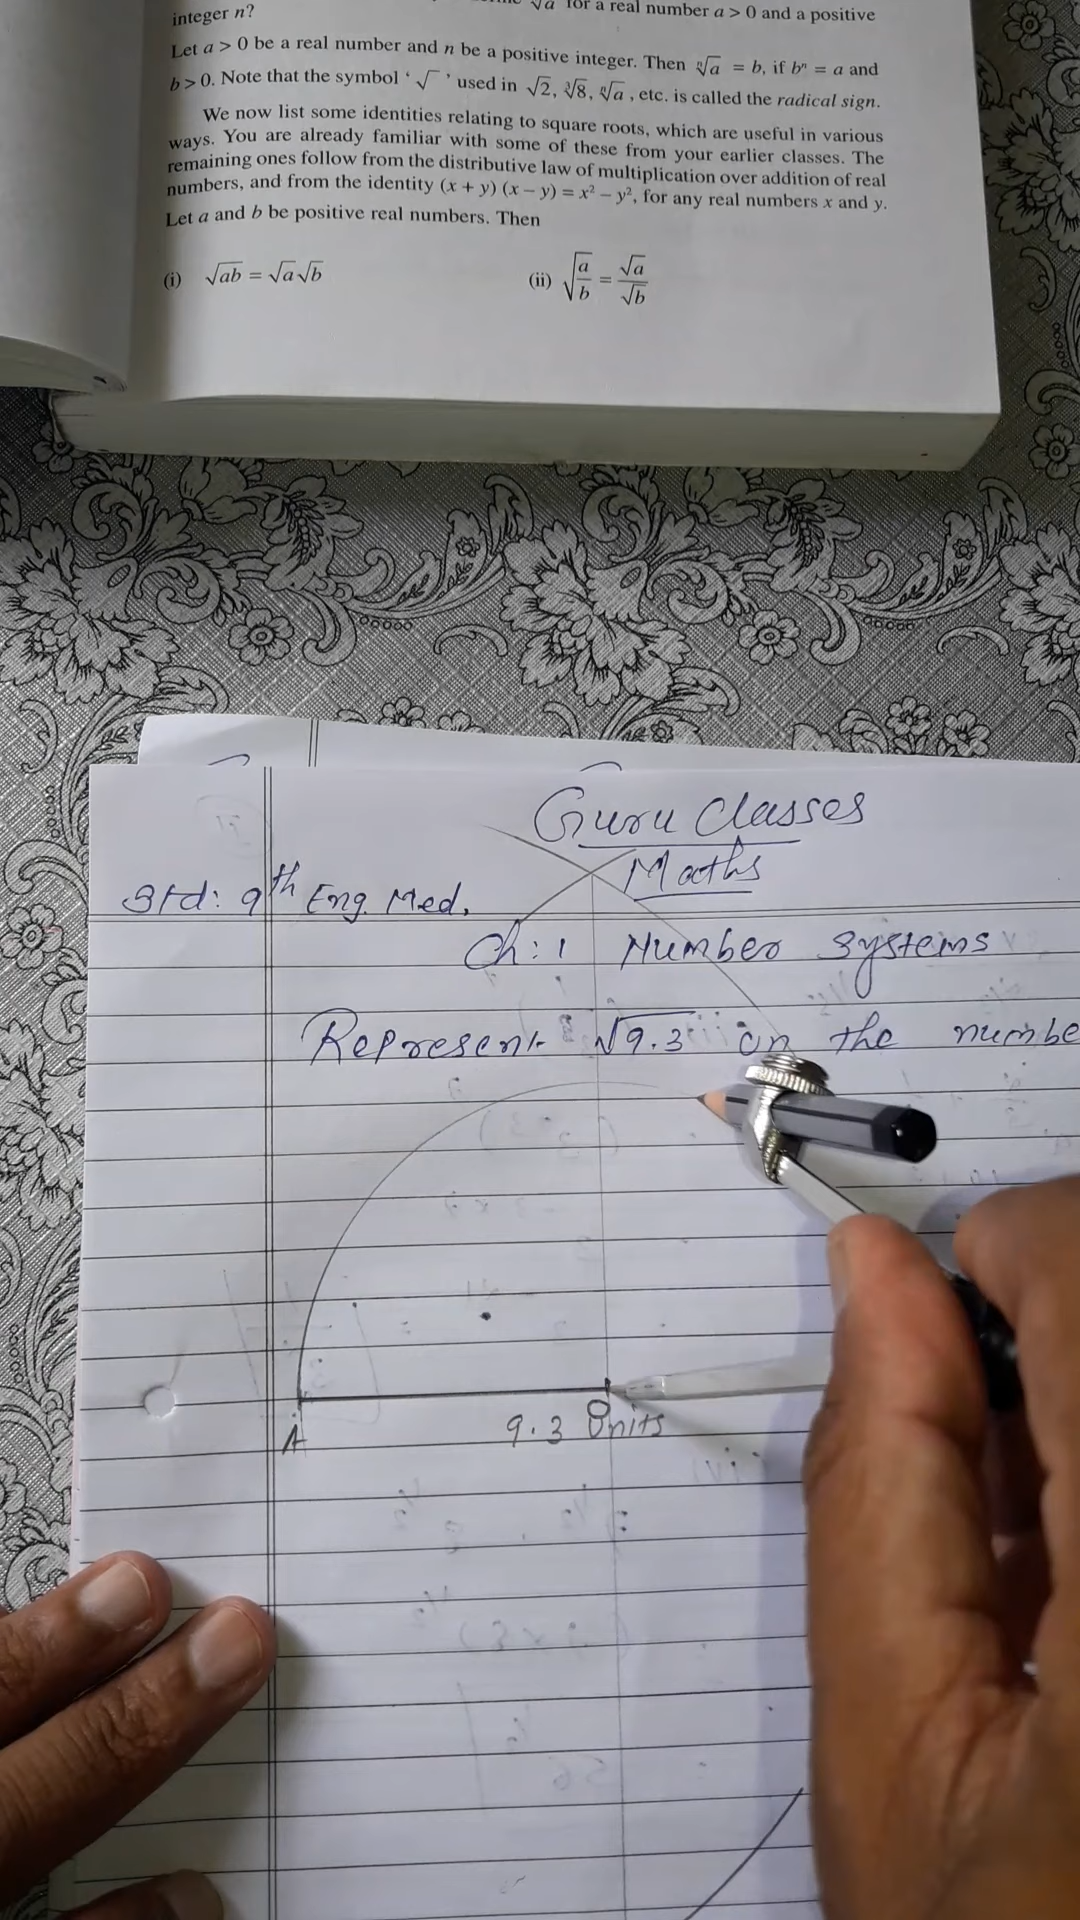 √a for a real number a > 0 and a positive
integer n?
Let a > 0 be a real number and n be a positive integer. Then ⁿ√a = b, if bⁿ = a and
b > 0. Note that the symbol ‘√‾’ used in √2, ³√8, ⁿ√a, etc. is called the radical sign.
We now list some identities relating to square roots, which are useful in various
ways. You are already familiar with some of these from your earlier classes. The
remaining ones follow from the distributive law of multiplication over addition of real
numbers, and from the identity (x + y) (x – y) = x² – y², for any real numbers x and y.
Let a and b be positive real numbers. Then
(i) √ab = √a√b (ii) √(a/b) = √a/√b
Guru Classes
Maths
Std: 9th Eng. Med.
Ch: 1 Number Systems
Represent √9.3 on the numbe
A 9.3 Units